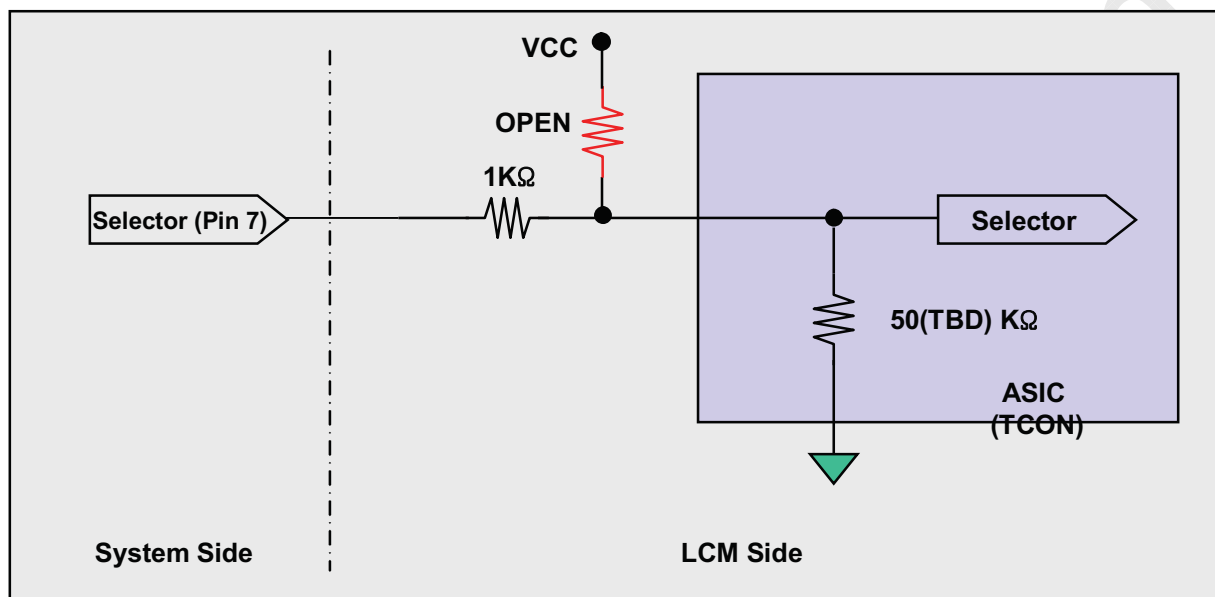 VCC
OPEN
1KΩ
Selector (Pin 7)
Selector
50(TBD) KΩ
ASIC
(TCON)
System Side
LCM Side